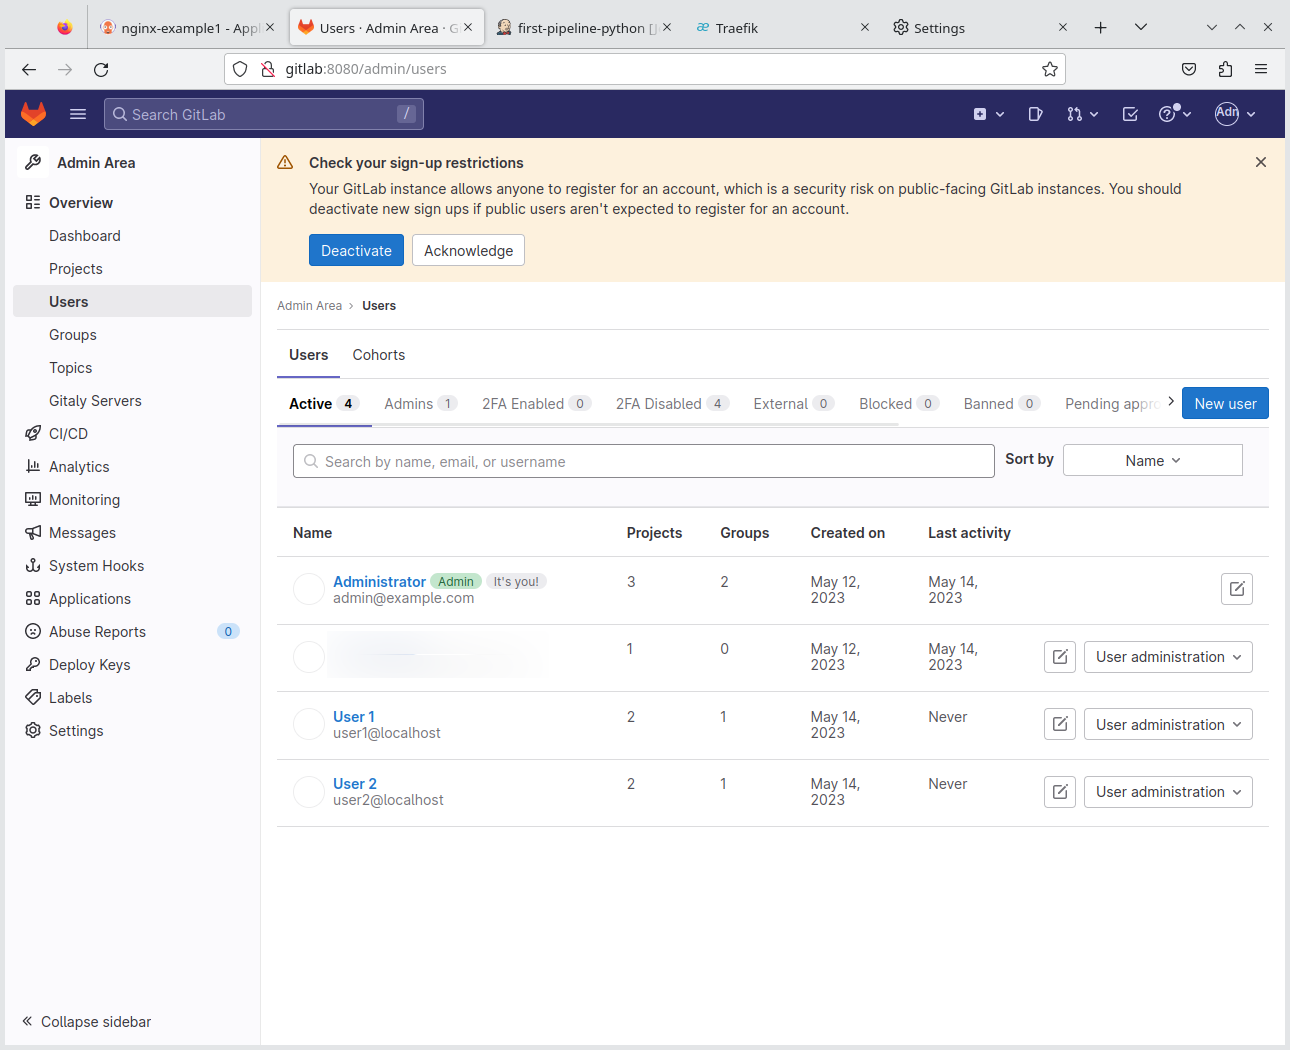 nginx-example1 - Appl
Users · Admin Area · G
first-pipeline-python [J
Traefik
Settings
gitlab:8080/admin/users
Search GitLab
/
Adn
Admin Area
Overview
Dashboard
Projects
Users
Groups
Topics
Gitaly Servers
CI/CD
Analytics
Monitoring
Messages
System Hooks
Applications
Abuse Reports 0
Deploy Keys
Labels
Settings
Collapse sidebar
Check your sign-up restrictions
Your GitLab instance allows anyone to register for an account, which is a security risk on public-facing GitLab instances. You should
deactivate new sign ups if public users aren't expected to register for an account.
Deactivate Acknowledge
Admin Area > Users
Users Cohorts
Active 4 Admins 1 2FA Enabled 0 2FA Disabled 4 External 0 Blocked 0 Banned 0 Pending appro New user
Search by name, email, or username Sort by Name
Name Projects Groups Created on Last activity
Administrator Admin It's you! 3 2 May 12, May 14,
admin@example.com 2023 2023
1 0 May 12, May 14,
2023 2023
User administration
User 1 2 1 May 14, Never
user1@localhost 2023
User administration
User 2 2 1 May 14, Never
user2@localhost 2023
User administration